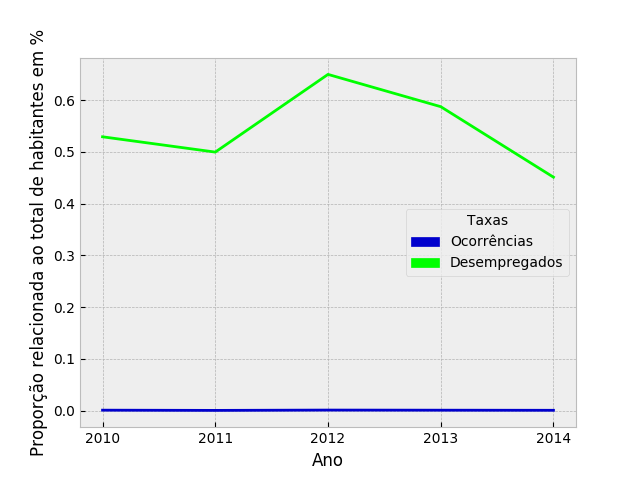 Proporção relacionada ao total de habitantes em %
0.6
0.5
0.4
0.3
0.2
0.1
0.0
Taxas
Ocorrências
Desempregados
2010 2011 2012 2013 2014
Ano